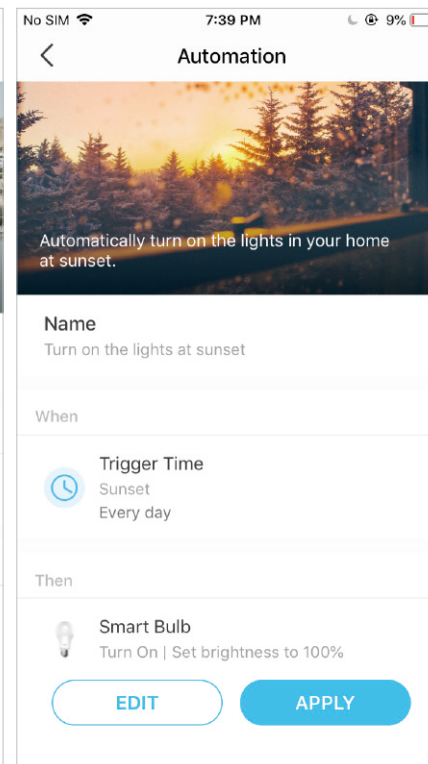 No SIM 7:39 PM 9%
Automation
Automatically turn on the lights in your home
at sunset.
Name
Turn on the lights at sunset
When
Trigger Time
Sunset
Every day
Then
Smart Bulb
Turn On | Set brightness to 100%
EDIT APPLY